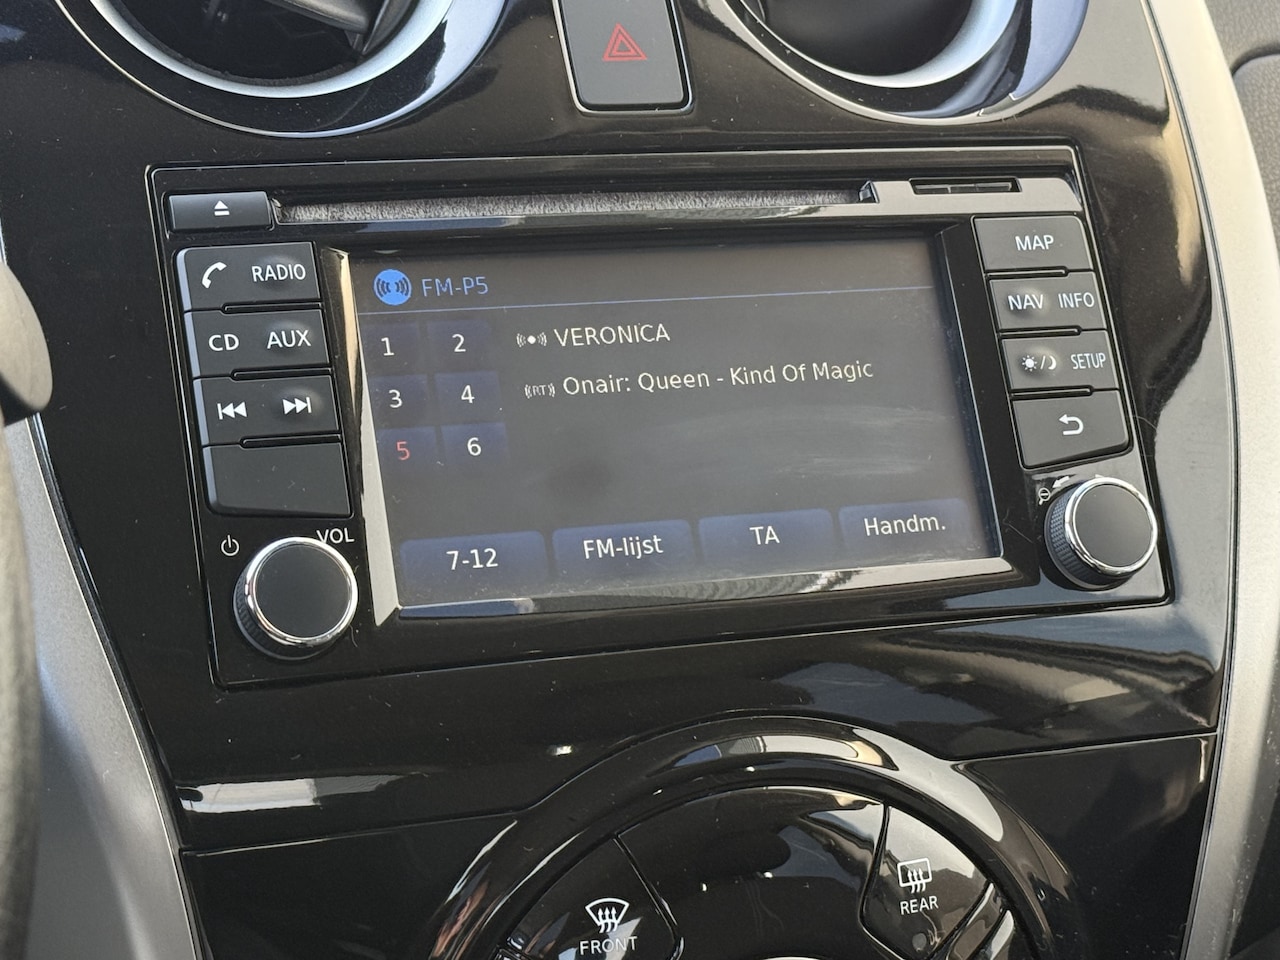 RADIO
CD AUX
VOL
FM-P5
1 2
3 4
5 6
VERONICA
(RT) Onair: Queen - Kind Of Magic
7-12 FM-lijst TA Handm.
MAP
NAV INFO
SETUP
FRONT
REAR